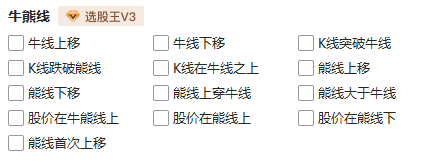 牛熊线 选股王V3
牛线上移 牛线下移 K线突破牛线
K线跌破熊线 K线在牛线之上 熊线上移
熊线下移 熊线上穿牛线 熊线大于牛线
股价在牛熊线上 股价在熊线上 股价在熊线下
熊线首次上移